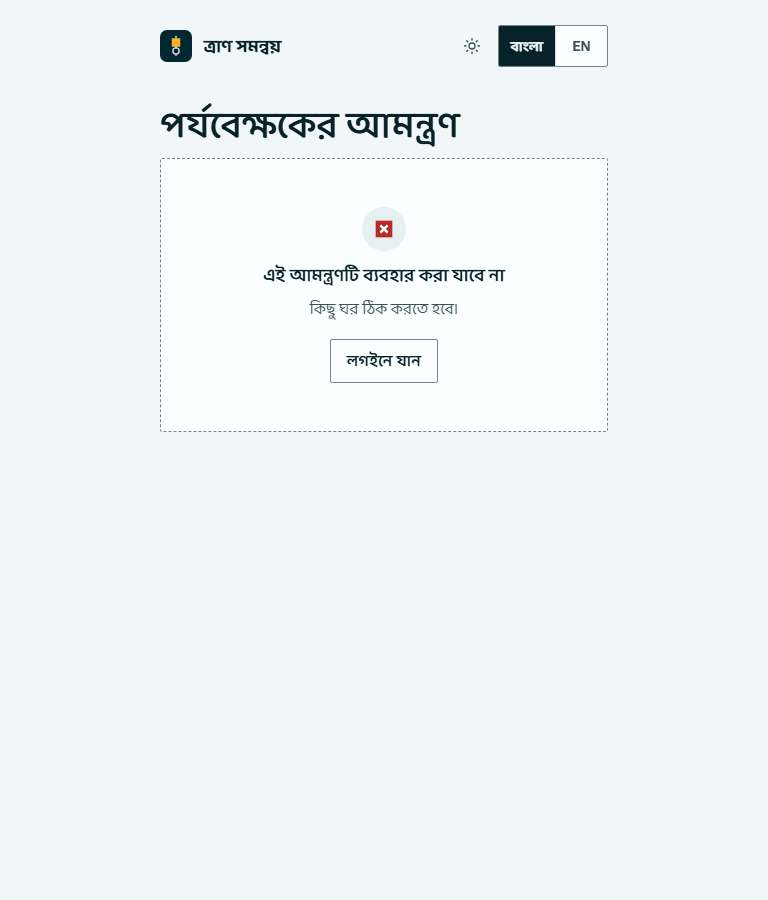 ত্রাণ সমন্বয়
বাংলা EN
পর্যবেক্ষকের আমন্ত্রণ
এই আমন্ত্রণটি ব্যবহার করা যাবে না
কিছু ঘর ঠিক করতে হবে।
লগইনে যান